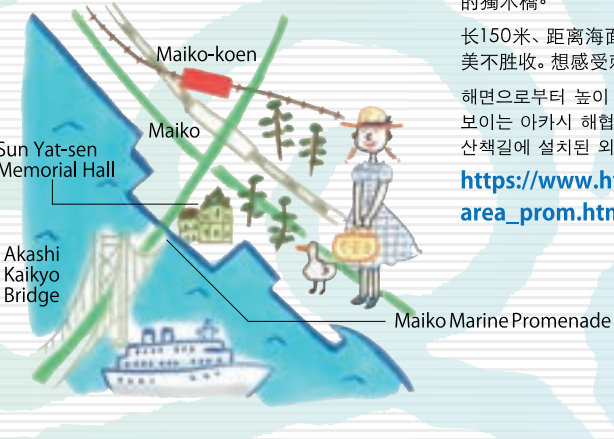 Maiko-koen
Maiko
Sun Yat-sen
Memorial Hall
Akashi
Kaikyo
Bridge
Maiko Marine Promenade
的獨木橋。
长150米、距离海面
美不胜收。想感受
해면으로부터 높이
보이는 아카시 해협
산책길에 설치된 외
https://www.h
area_prom.htm